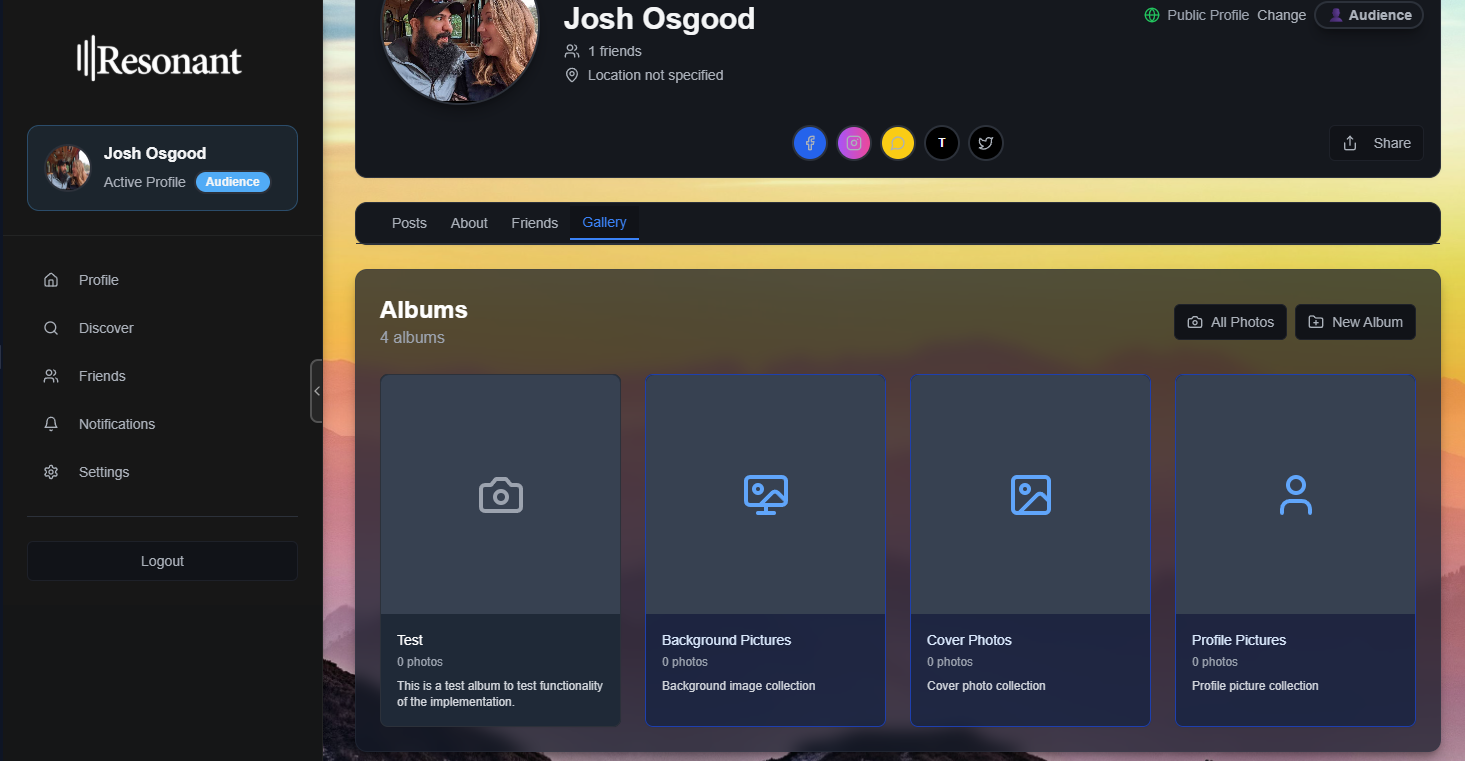 Resonant
Josh Osgood
Active Profile Audience
Profile
Discover
Friends
Notifications
Settings
Logout
Josh Osgood
1 friends
Location not specified
Public Profile Change Audience
T
Share
Posts About Friends Gallery
Albums
4 albums
All Photos New Album
Test
0 photos
This is a test album to test functionality
of the implementation.
Background Pictures
0 photos
Background image collection
Cover Photos
0 photos
Cover photo collection
Profile Pictures
0 photos
Profile picture collection